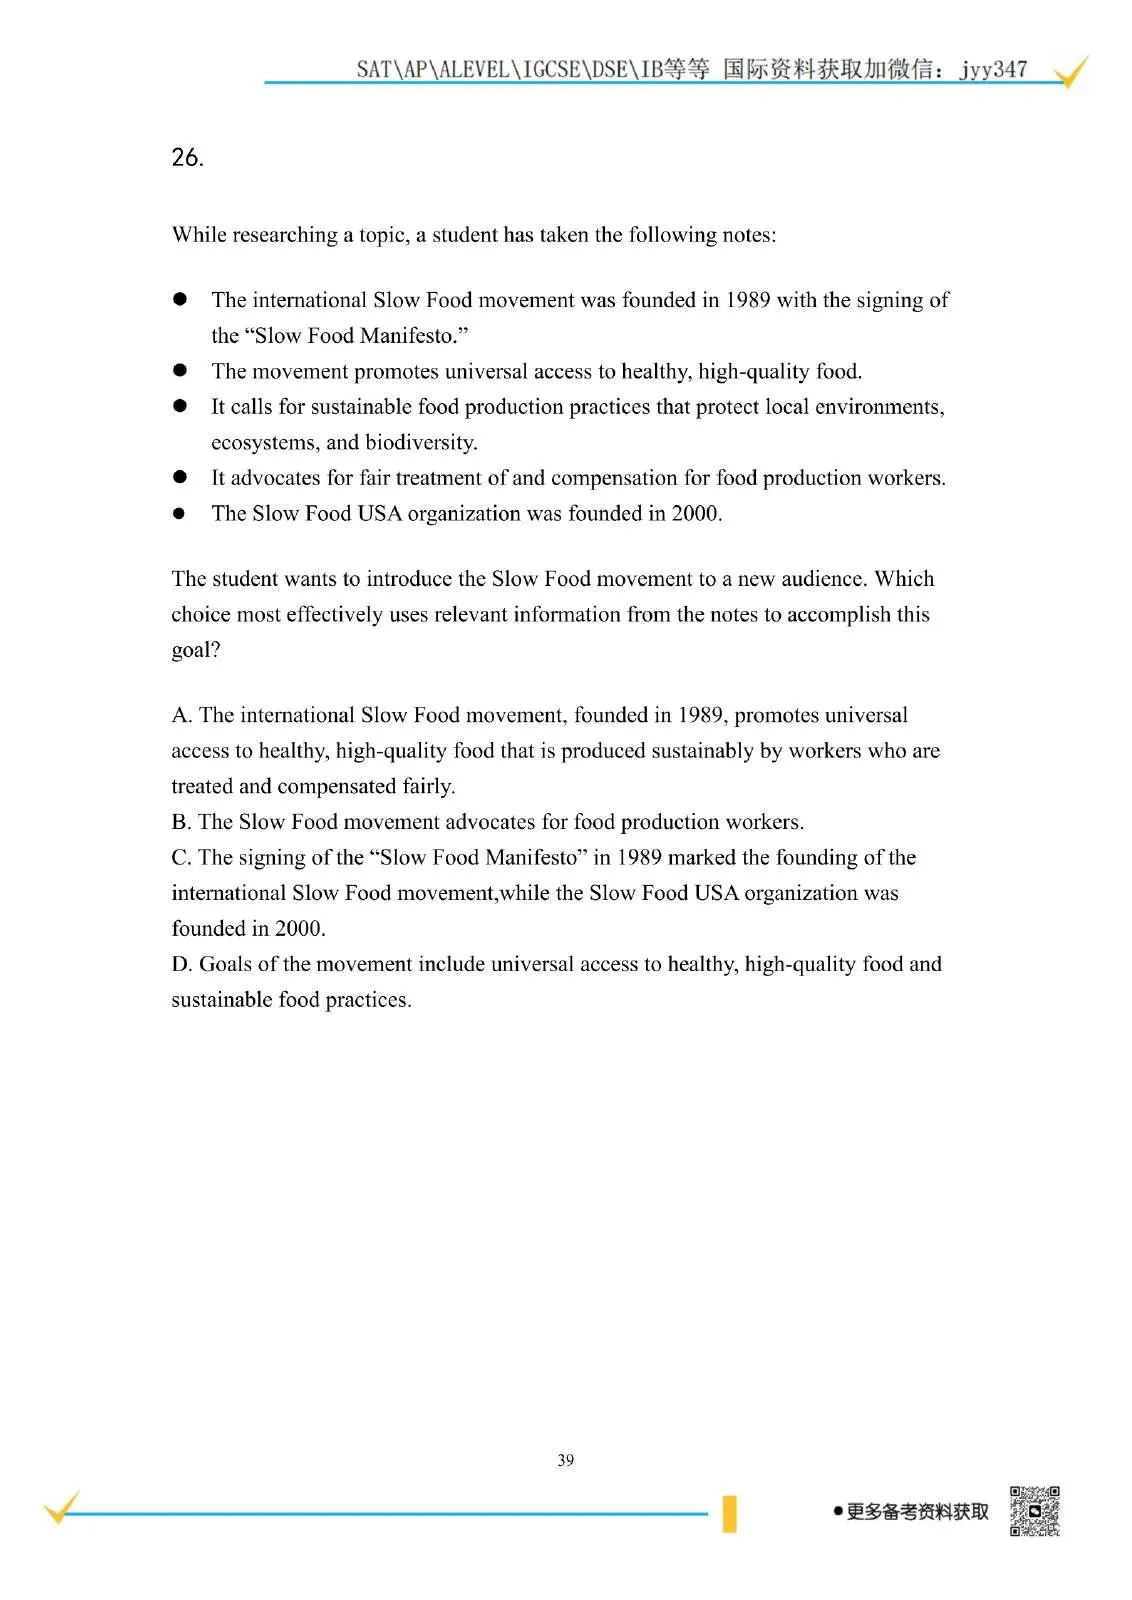 SAT\AP\ALEVEL\IGCSE\DSE\IB等等 国际资料获取加微信：jyy347
26.
While researching a topic, a student has taken the following notes:
● The international Slow Food movement was founded in 1989 with the signing of
the “Slow Food Manifesto.”
● The movement promotes universal access to healthy, high-quality food.
● It calls for sustainable food production practices that protect local environments,
ecosystems, and biodiversity.
● It advocates for fair treatment of and compensation for food production workers.
● The Slow Food USA organization was founded in 2000.
The student wants to introduce the Slow Food movement to a new audience. Which
choice most effectively uses relevant information from the notes to accomplish this
goal?
A. The international Slow Food movement, founded in 1989, promotes universal
access to healthy, high-quality food that is produced sustainably by workers who are
treated and compensated fairly.
B. The Slow Food movement advocates for food production workers.
C. The signing of the “Slow Food Manifesto” in 1989 marked the founding of the
international Slow Food movement,while the Slow Food USA organization was
founded in 2000.
D. Goals of the movement include universal access to healthy, high-quality food and
sustainable food practices.
39
●更多备考资料获取